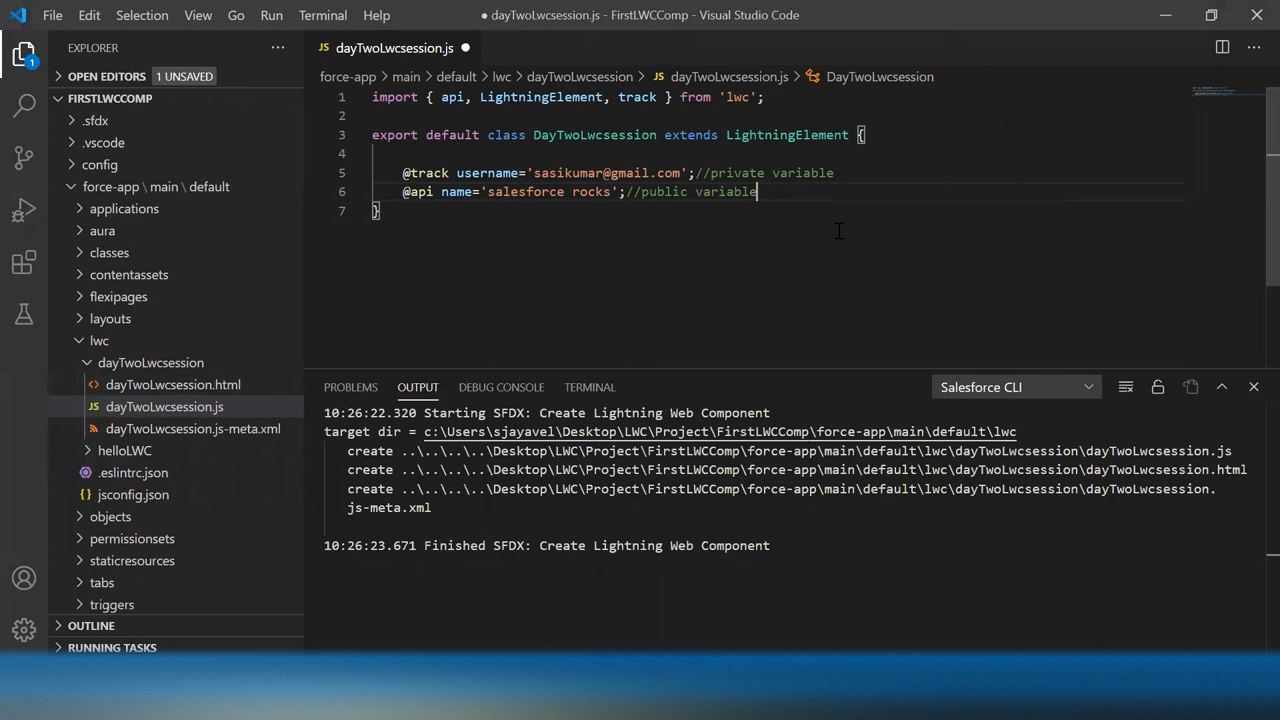 File Edit Selection View Go Run Terminal Help ● dayTwoLwcsession.js - FirstLWCComp - Visual Studio Code
EXPLORER
1
OPEN EDITORS 1 UNSAVED
FIRSTLWCCOMP
.sfdx
.vscode
config
force-app \ main \ default
applications
aura
classes
contentassets
flexipages
layouts
lwc
dayTwoLwcsession
dayTwoLwcsession.html
JS dayTwoLwcsession.js
dayTwoLwcsession.js-meta.xml
helloLWC
.eslintrc.json
{} jsconfig.json
objects
permissionsets
staticresources
tabs
triggers
OUTLINE
RUNNING TASKS
JS dayTwoLwcsession.js ●
force-app > main > default > lwc > dayTwoLwcsession > JS dayTwoLwcsession.js > DayTwoLwcsession
1 import { api, LightningElement, track } from 'lwc';
2
3 export default class DayTwoLwcsession extends LightningElement {
4
5 @track username='sasikumar@gmail.com';//private variable
6 @api name='salesforce rocks';//public variable
7 }
PROBLEMS OUTPUT DEBUG CONSOLE TERMINAL Salesforce CLI
10:26:22.320 Starting SFDX: Create Lightning Web Component
target dir = c:\Users\sjayavel\Desktop\LWC\Project\FirstLWCComp\force-app\main\default\lwc
create ..\..\..\..\Desktop\LWC\Project\FirstLWCComp\force-app\main\default\lwc\dayTwoLwcsession\dayTwoLwcsession.js
create ..\..\..\..\Desktop\LWC\Project\FirstLWCComp\force-app\main\default\lwc\dayTwoLwcsession\dayTwoLwcsession.html
create ..\..\..\..\Desktop\LWC\Project\FirstLWCComp\force-app\main\default\lwc\dayTwoLwcsession\dayTwoLwcsession.
js-meta.xml
10:26:23.671 Finished SFDX: Create Lightning Web Component